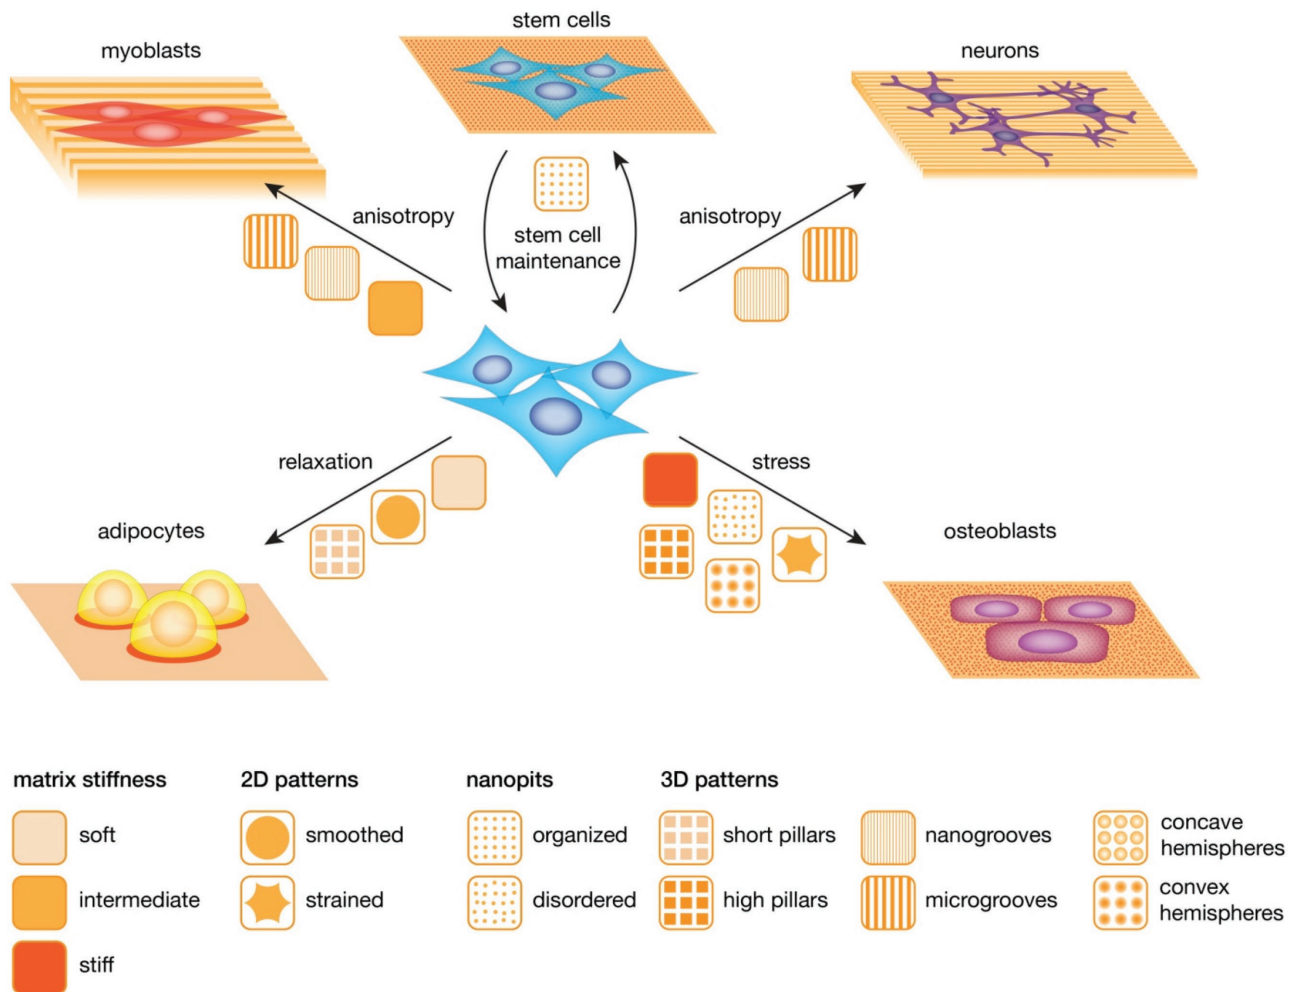 stem cells
myoblasts
neurons
anisotropy
stem cell
maintenance
anisotropy
relaxation
stress
adipocytes
osteoblasts
matrix stiffness
2D patterns
nanopits
3D patterns
soft
smoothed
organized
short pillars
nanogrooves
concave
hemispheres
intermediate
strained
disordered
high pillars
microgrooves
convex
hemispheres
stiff